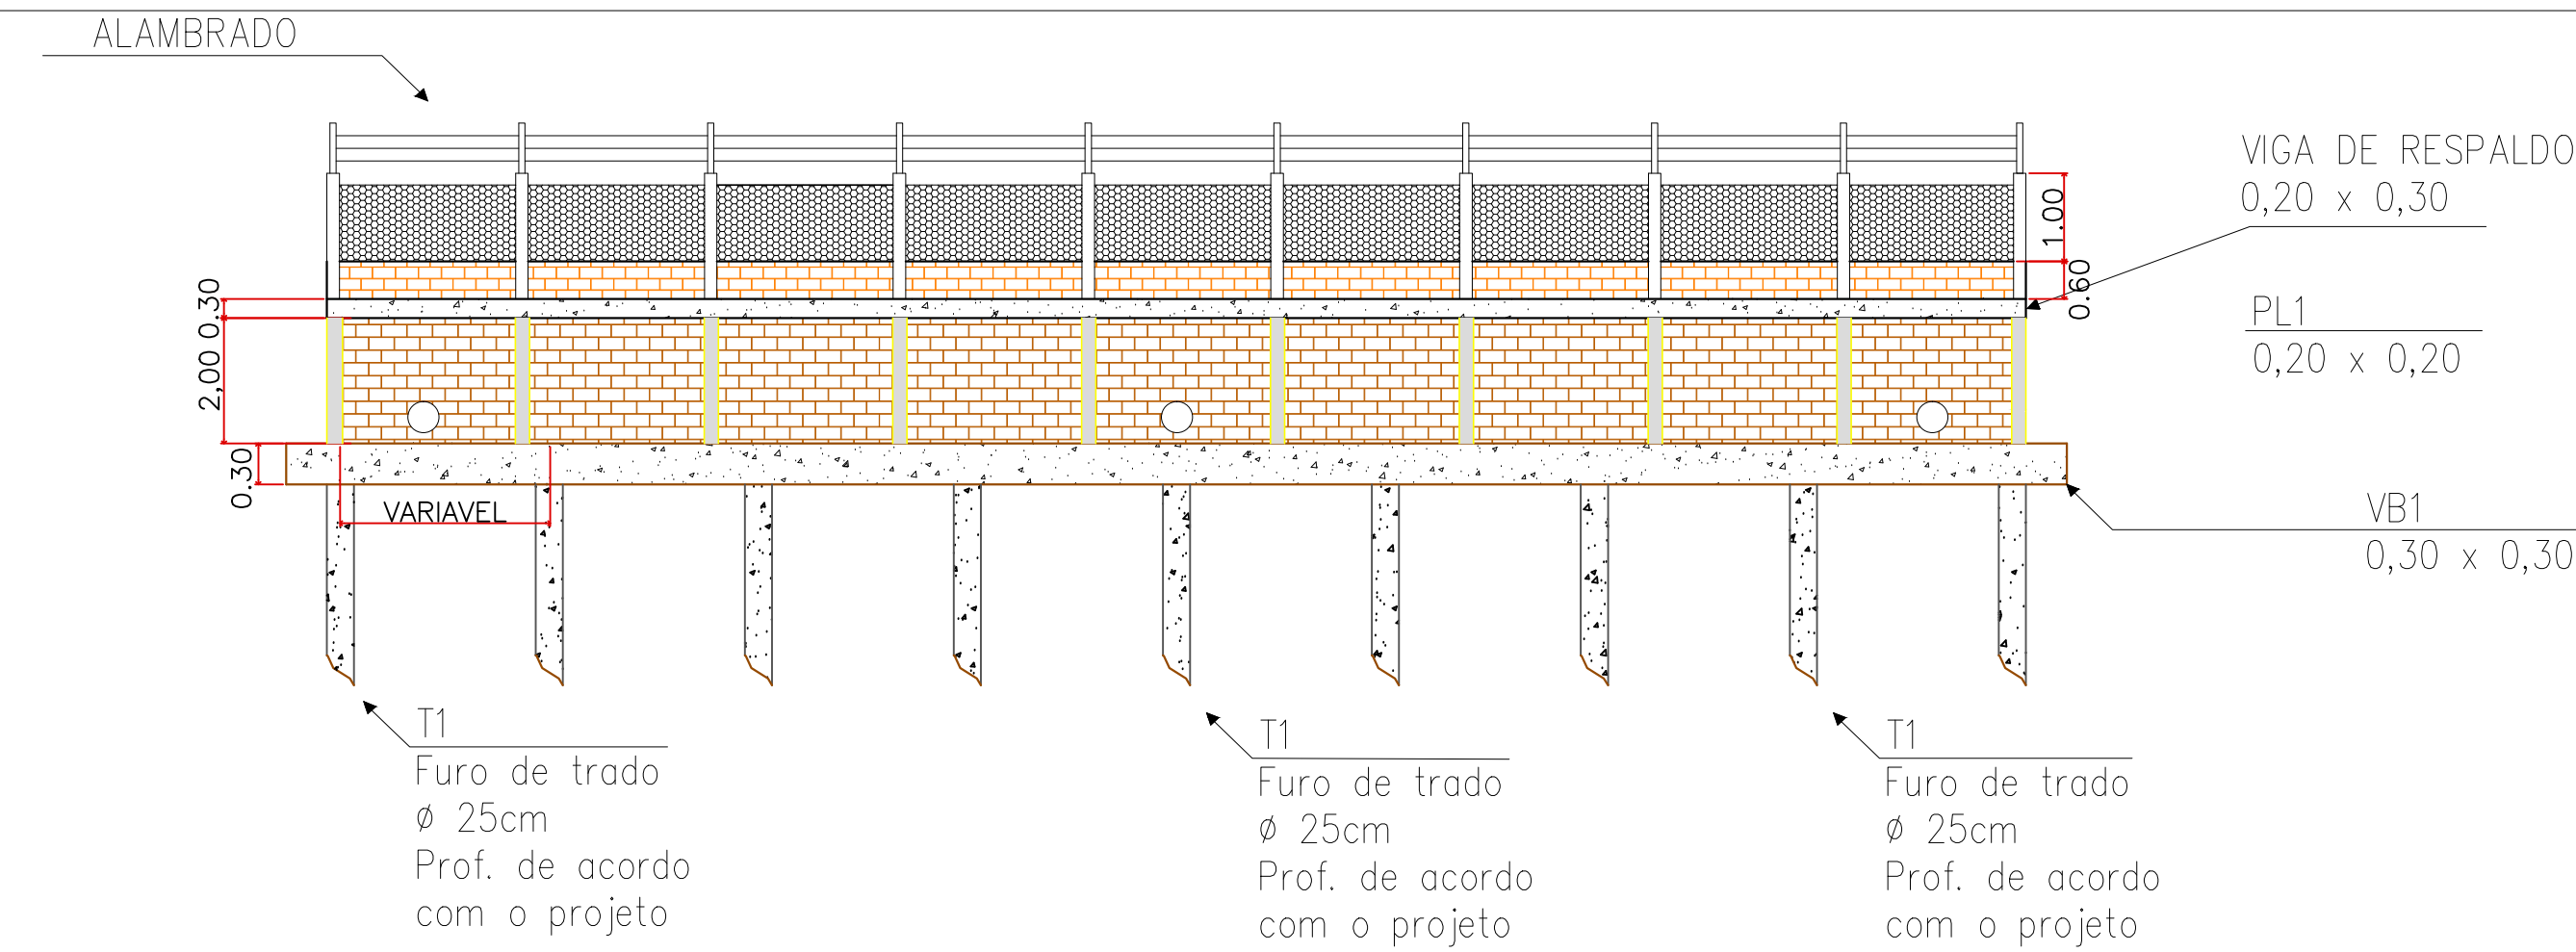 ALAMBRADO
VIGA DE RESPALDO
0,20 x 0,30
1.00
0.60
PL1
0,20 x 0,20
0.30
2,00
0.30
VARIAVEL
VB1
0,30 x 0,30
T1
Furo de trado
ø 25cm
Prof. de acordo
com o projeto
T1
Furo de trado
ø 25cm
Prof. de acordo
com o projeto
T1
Furo de trado
ø 25cm
Prof. de acordo
com o projeto